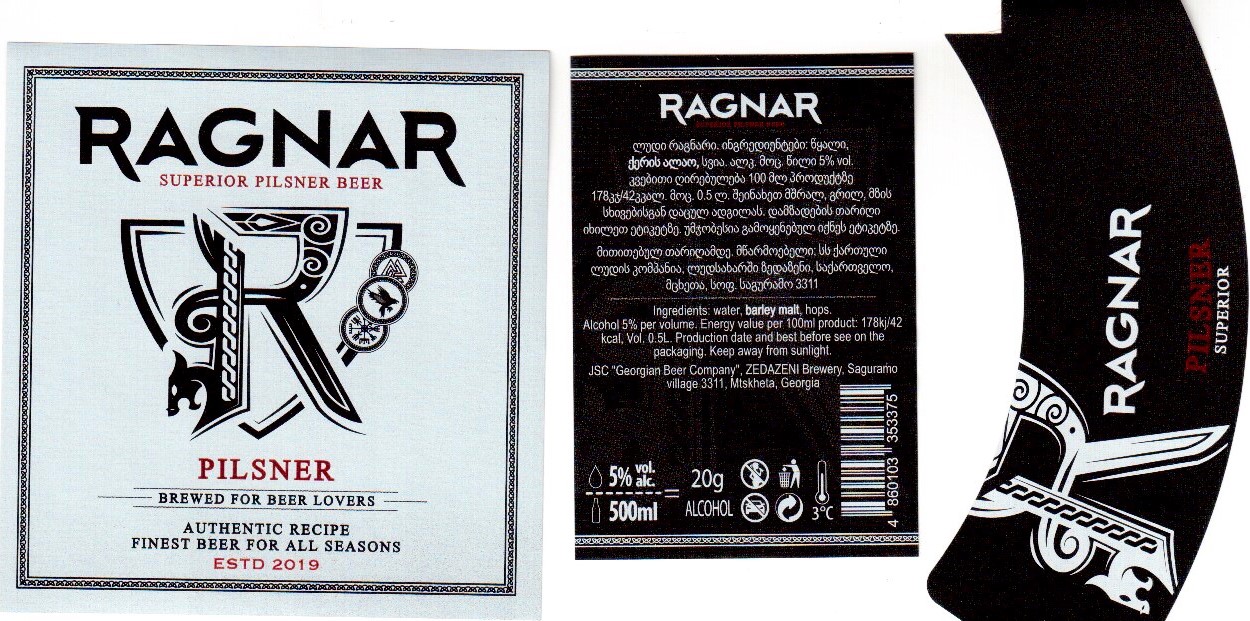 RAGNAR
SUPERIOR PILSNER BEER
PILSNER
BREWED FOR BEER LOVERS
AUTHENTIC RECIPE
FINEST BEER FOR ALL SEASONS
ESTD 2019
RAGNAR
SUPERIOR PILSNER BEER
ლუდი რაგნარი. ინგრედიენტები: წყალი,
ქერის ალაო, სვია. ალკ. მოც. წილი 5% vol.
კვებითი ღირებულება 100 მლ პროდუქტზე
178კჯ/42კკალ. მოც. 0.5 ლ. შეინახეთ მშრალ, გრილ, მზის
სხივებისგან დაცულ ადგილას. დამზადების თარიღი
იხილეთ ეტიკეტზე. უმჯობესია გამოყენებულ იქნეს ეტიკეტზე.
მითითებულ თარიღამდე. მწარმოებელი: სს ქართული
ლუდის კომპანია, ლუდსახარში ზედაზენი, საქართველო,
მცხეთა, სოფ. საგურამო 3311
Ingredients: water, barley malt, hops.
Alcohol 5% per volume. Energy value per 100ml product: 178kj/42
kcal, Vol. 0.5L. Production date and best before see on the
packaging. Keep away from sunlight.
JSC "Georgian Beer Company", ZEDAZENI Brewery, Saguramo
village 3311, Mtskheta, Georgia
5% vol. alc.
500ml
=
20g
ALCOHOL
3°C
4 860103 353375
RAGNAR
PILSNER
SUPERIOR